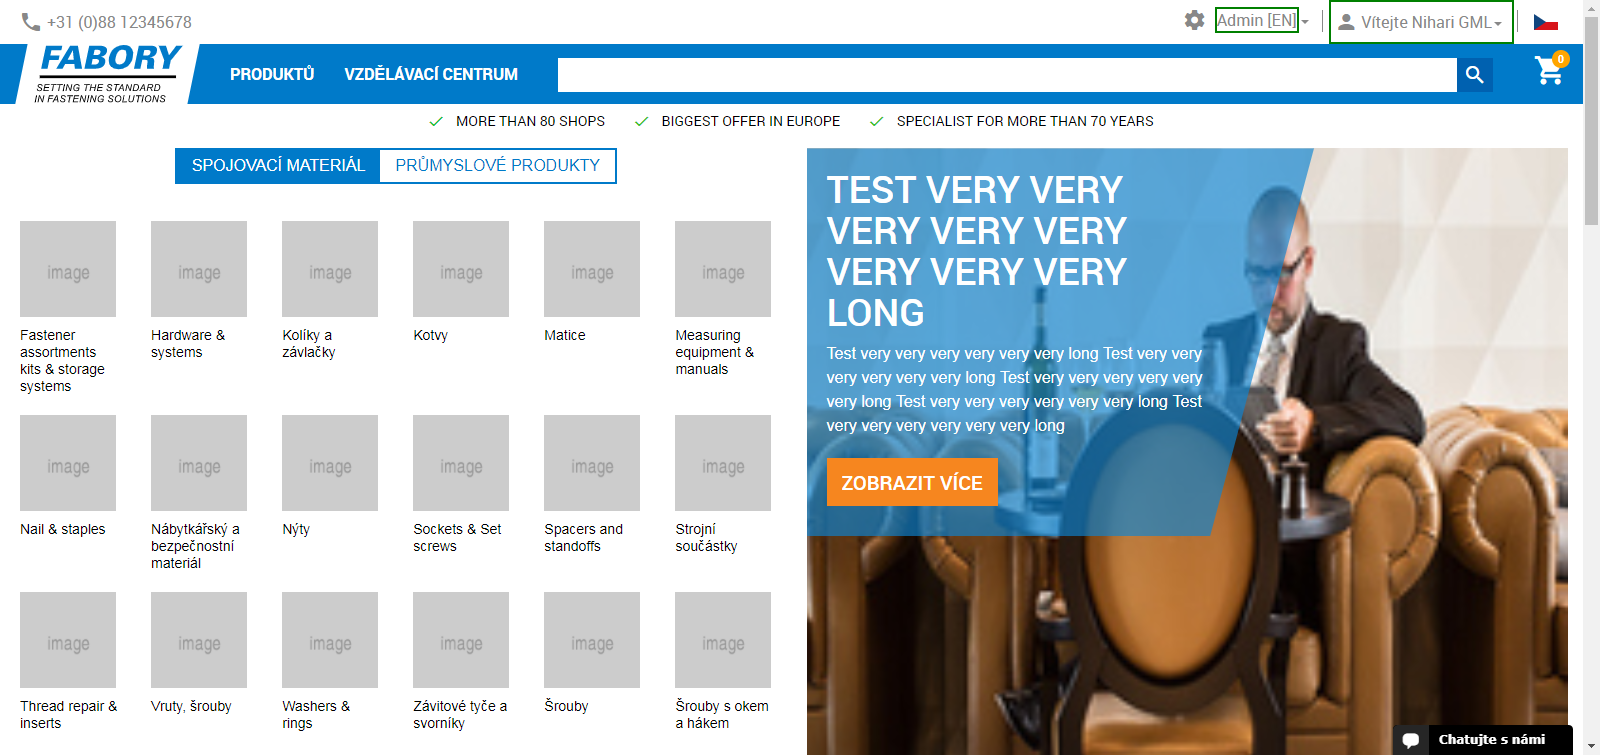 +31 (0)88 12345678
Admin [EN]
Vítejte Nihari GML
FABORY
SETTING THE STANDARD
IN FASTENING SOLUTIONS
PRODUKTŮ
VZDĚLÁVACÍ CENTRUM
0
MORE THAN 80 SHOPS
BIGGEST OFFER IN EUROPE
SPECIALIST FOR MORE THAN 70 YEARS
SPOJOVACÍ MATERIÁL
PRŮMYSLOVÉ PRODUKTY
image
image
image
image
image
image
Fastener
assortments
kits & storage
systems
Hardware &
systems
Kolíky a
závlačky
Kotvy
Matice
Measuring
equipment &
manuals
image
image
image
image
image
image
Nail & staples
Nábytkářský a
bezpečnostní
materiál
Nýty
Sockets & Set
screws
Spacers and
standoffs
Strojní
součástky
image
image
image
image
image
image
Thread repair &
inserts
Vruty, šrouby
Washers &
rings
Závitové tyče a
svorníky
Šrouby
Šrouby s okem
a hákem
TEST VERY VERY
VERY VERY VERY
VERY VERY VERY
LONG
Test very very very very very very long Test very very
very very very very long Test very very very very very very
very long Test very very very very very very very long Test
very very very very very very long
ZOBRAZIT VÍCE
Chatujte s námi